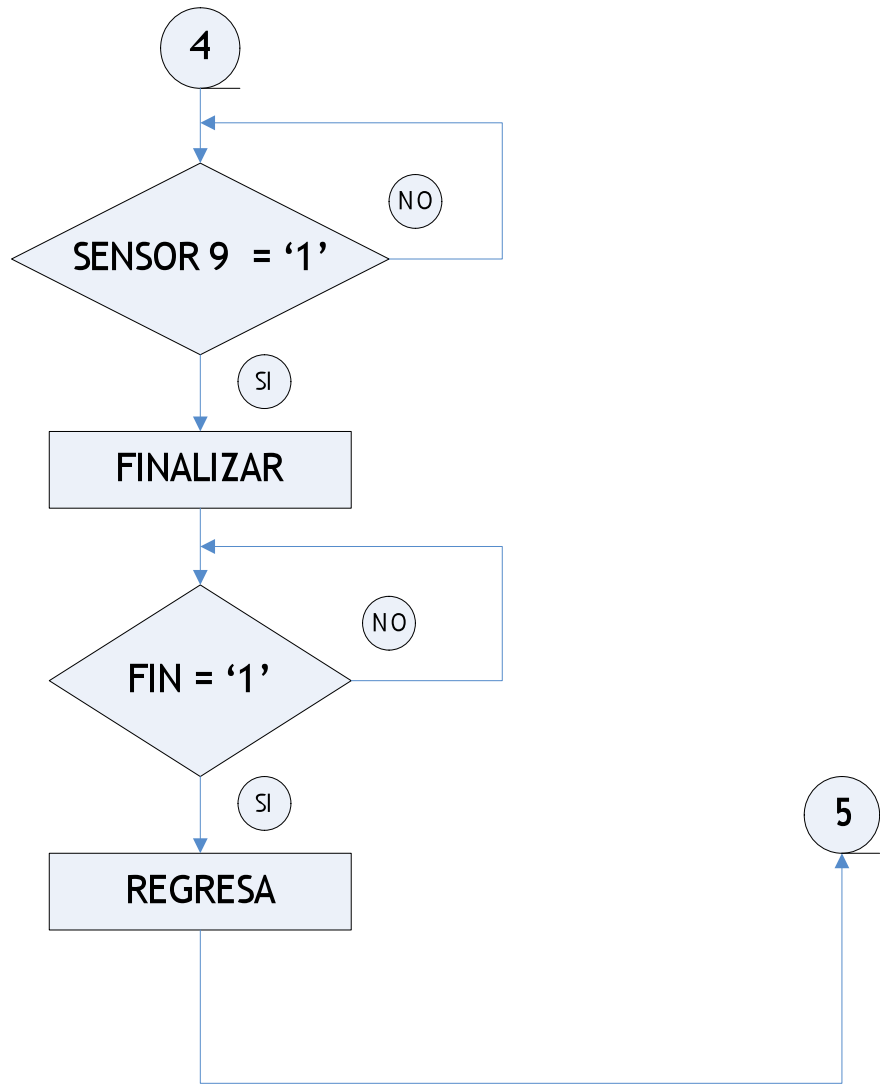 4
NO
SENSOR 9 = ‘1’
SI
FINALIZAR
NO
FIN = ‘1’
SI
5
REGRESA